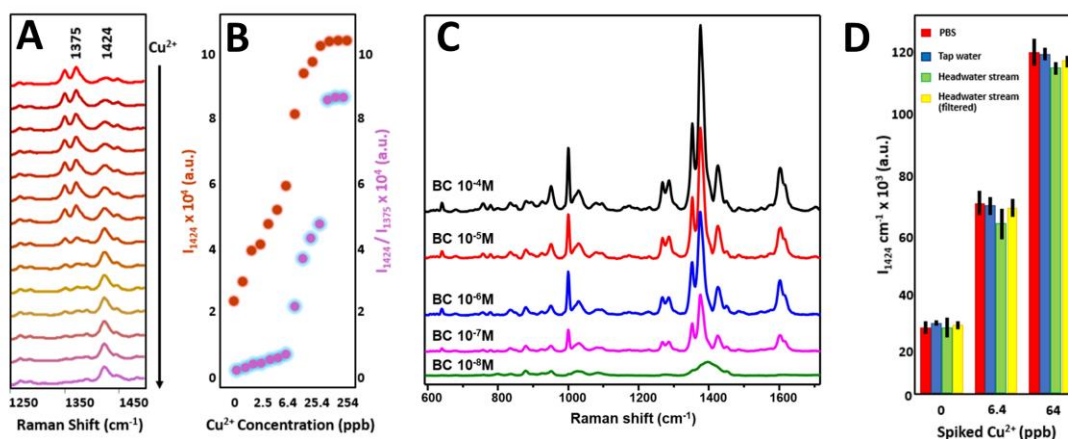 A
1375
1424
Cu²⁺
1250 1350 1450
Raman Shift (cm⁻¹)
B
I₁₄₂₄ x 10⁴ (a.u.)
10
8
6
4
2
0
10
8
6
4
2
0
I₁₄₂₄ / I₁₃₇₅ x 10⁴ (a.u.)
0 2.5 6.4 25.4 254
Cu²⁺ Concentration (ppb)
C
BC 10⁻⁴M
BC 10⁻⁵M
BC 10⁻⁶M
BC 10⁻⁷M
BC 10⁻⁸M
600 800 1000 1200 1400 1600
Raman shift (cm⁻¹)
D
PBS
Tap water
Headwater stream
Headwater stream
(filtered)
I₁₄₂₄ cm⁻¹ x 10³ (a.u.)
120
100
80
60
40
20
0
0 6.4 64
Spiked Cu²⁺ (ppb)